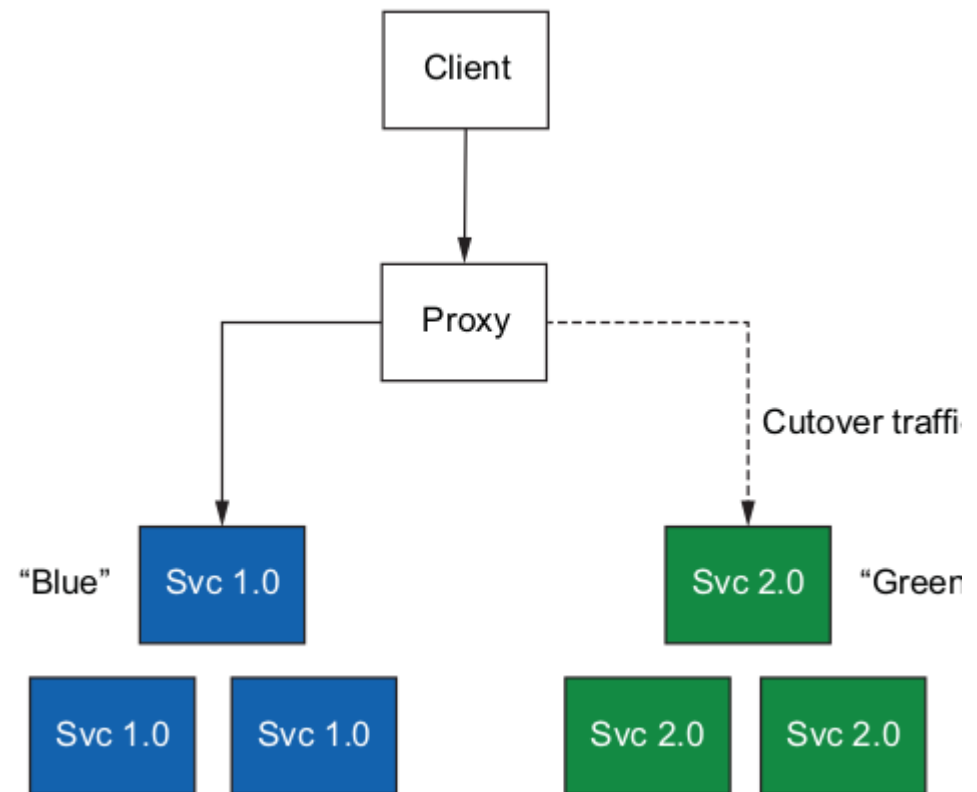 Client
Proxy
Cutover traffi
“Blue”
Svc 1.0
Svc 2.0
“Green
Svc 1.0
Svc 1.0
Svc 2.0
Svc 2.0